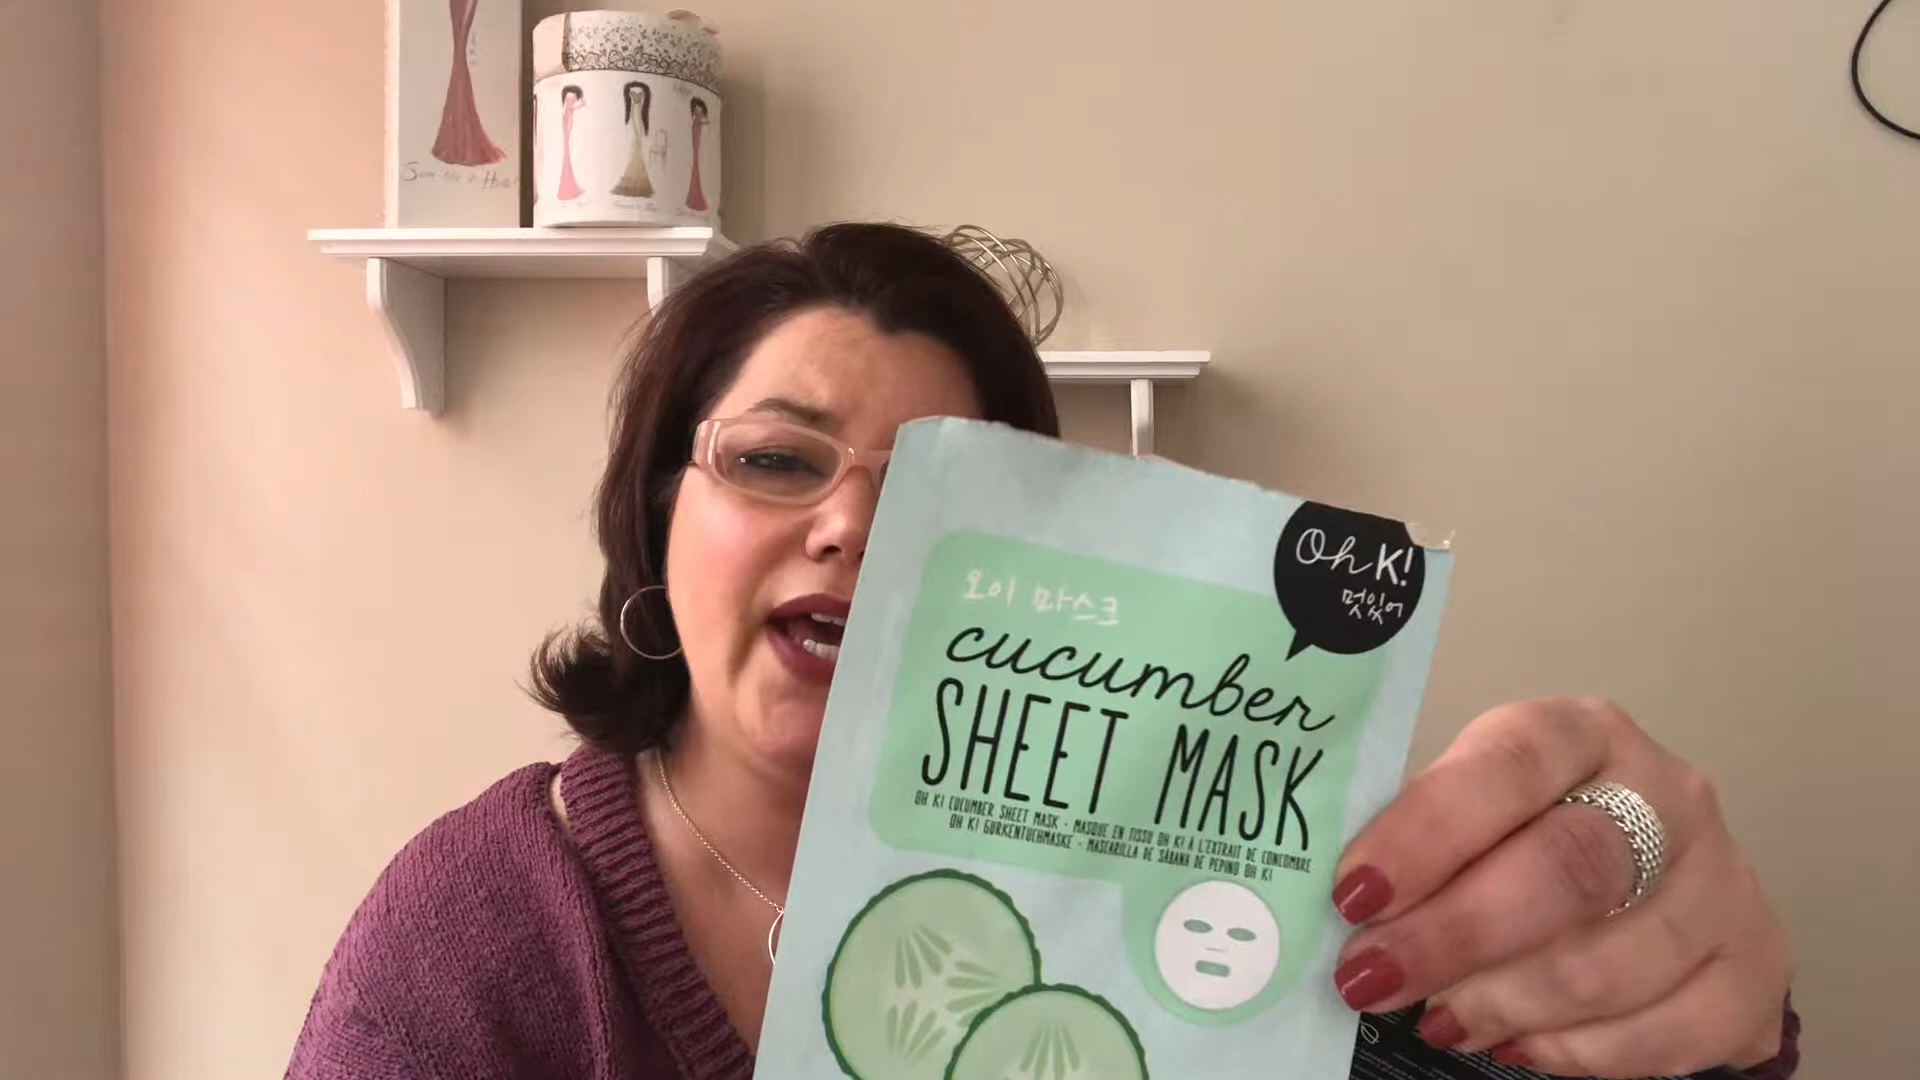 Oh K!
멋있어
오이 마스크
cucumber
SHEET MASK
OH K! CUCUMBER SHEET MASK • MASQUE EN TISSU OH K! À L'EXTRAIT DE CONCOMBRE
OH K! GURKENTUCHMASKE • MASCARILLA DE SÁBANA DE PEPINO OH K!